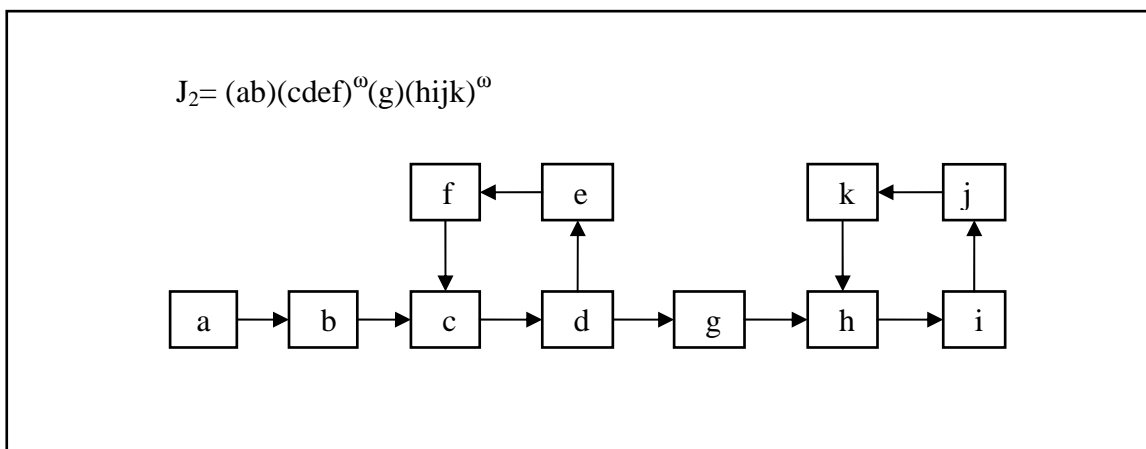 J₂= (ab)(cdef)^ω(g)(hijk)^ω
f e k j
a b c d g h i